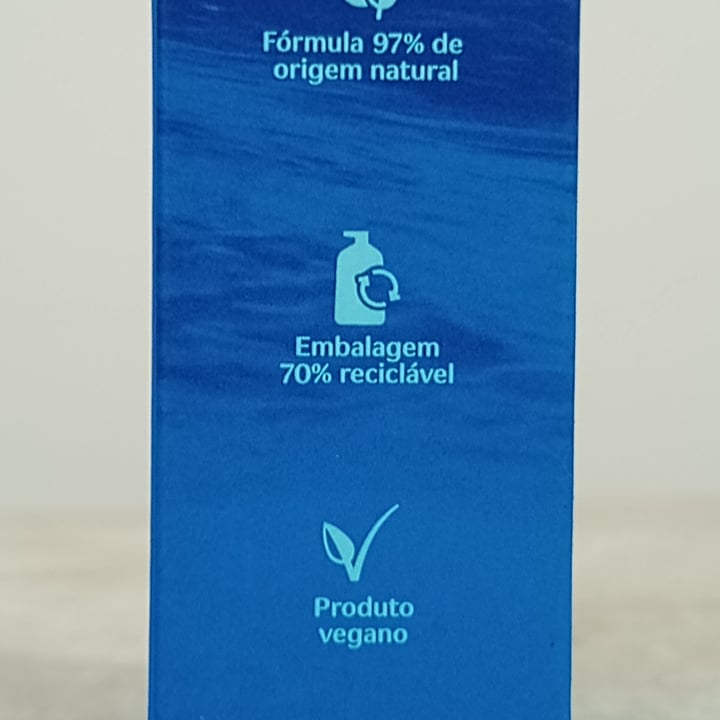 Fórmula 97% de
origem natural
Embalagem
70% reciclável
Produto
vegano